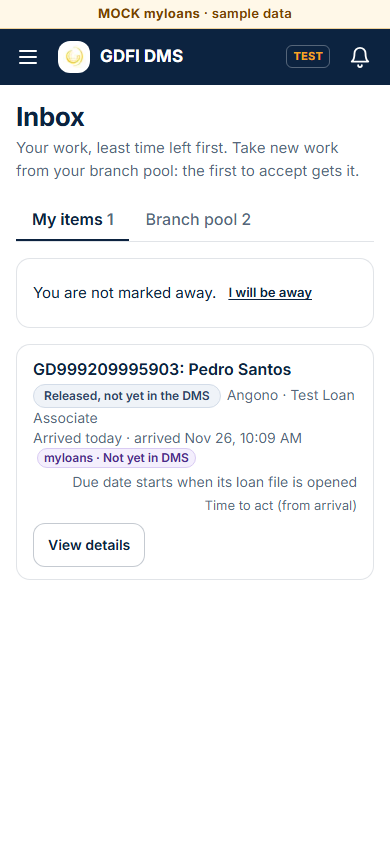 MOCK myloans · sample data
GDFI DMS
TEST
Inbox
Your work, least time left first. Take new work
from your branch pool: the first to accept gets it.
My items 1
Branch pool 2
You are not marked away. I will be away
GD999209995903: Pedro Santos
Released, not yet in the DMS Angono · Test Loan
Associate
Arrived today · arrived Nov 26, 10:09 AM
myloans · Not yet in DMS
Due date starts when its loan file is opened
Time to act (from arrival)
View details